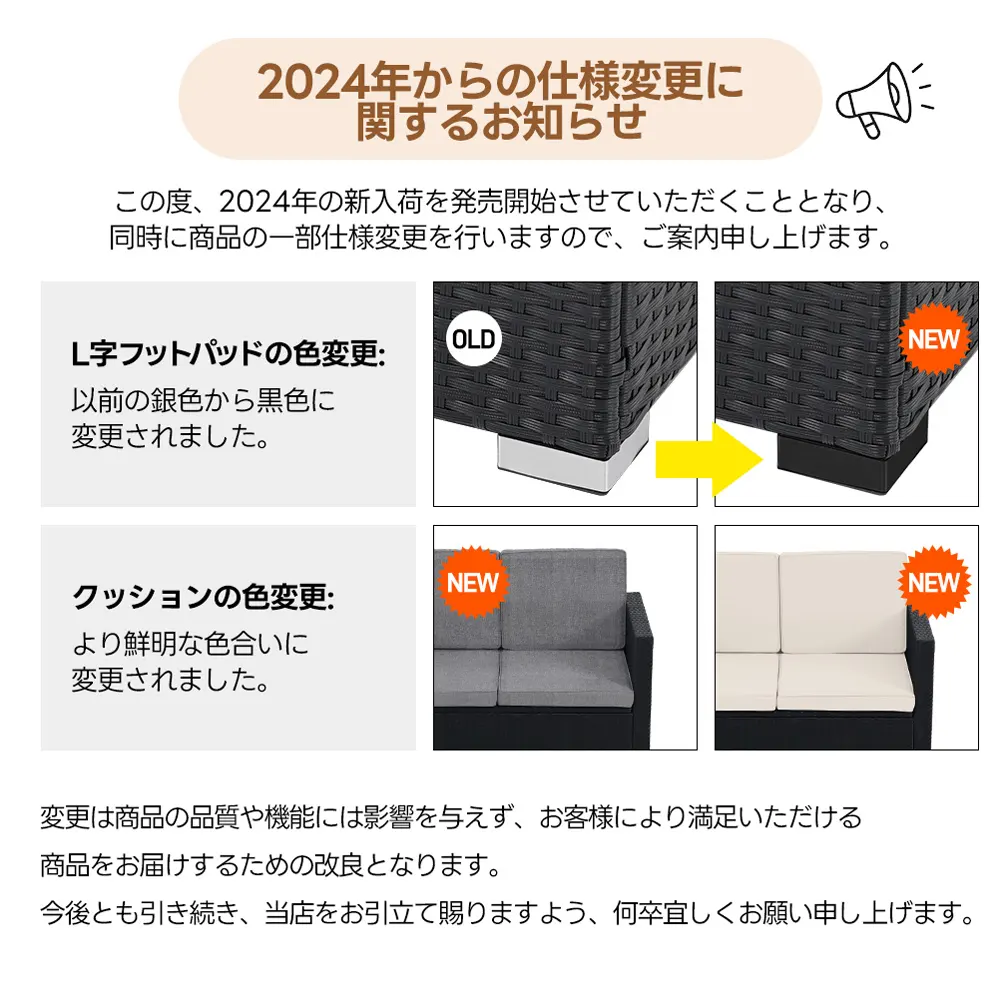 2024年からの仕様変更に
関するお知らせ
この度、2024年の新入荷を発売開始させていただくこととなり、
同時に商品の一部仕様変更を行いますので、ご案内申し上げます。
L字フットパッドの色変更:
以前の銀色から黒色に
変更されました。
OLD
NEW
クッションの色変更:
より鮮明な色合いに
変更されました。
NEW
NEW
変更は商品の品質や機能には影響を与えず、お客様により満足いただける
商品をお届けするための改良となります。
今後とも引き続き、当店をお引立て賜りますよう、何卒宜しくお願い申し上げます。